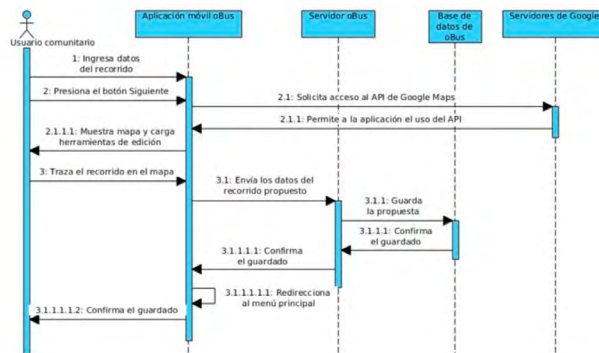 Aplicación móvil oBus
Servidor oBus
Base de
datos de
oBus
Servidores de Google
Usuario comunitario
1: Ingresa datos
del recorrido
2: Presiona el botón Siguiente
2.1: Solicita acceso al API de Google Maps
2.1.1: Permite a la aplicación el uso del API
2.1.1.1: Muestra mapa y carga
herramientas de edición
3: Traza el recorrido en el mapa
3.1: Envía los datos del
recorrido propuesto
3.1.1: Guarda
la propuesta
3.1.1.1: Confirma
el guardado
3.1.1.1.1: Confirma
el guardado
3.1.1.1.1.1: Redirecciona
al menú principal
3.1.1.1.1.2: Confirma el guardado